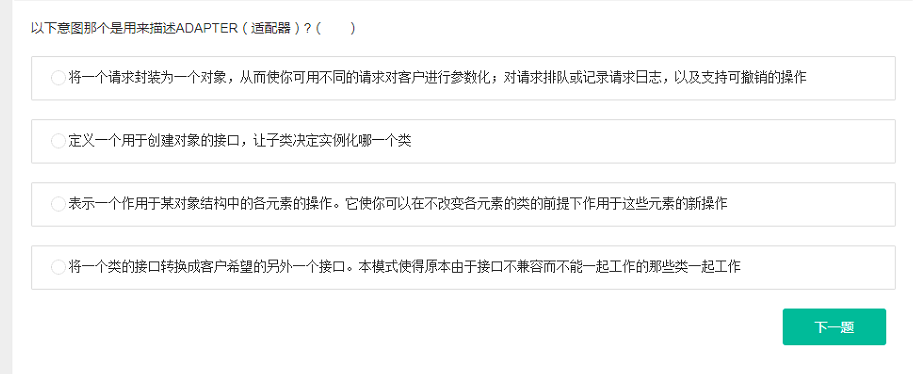 以下意图那个是用来描述ADAPTER（适配器）?（　　）
将一个请求封装为一个对象，从而使你可用不同的请求对客户进行参数化；对请求排队或记录请求日志，以及支持可撤销的操作
定义一个用于创建对象的接口，让子类决定实例化哪一个类
表示一个作用于某对象结构中的各元素的操作。它使你可以在不改变各元素的类的前提下作用于这些元素的新操作
将一个类的接口转换成客户希望的另外一个接口。本模式使得原本由于接口不兼容而不能一起工作的那些类一起工作
下一题